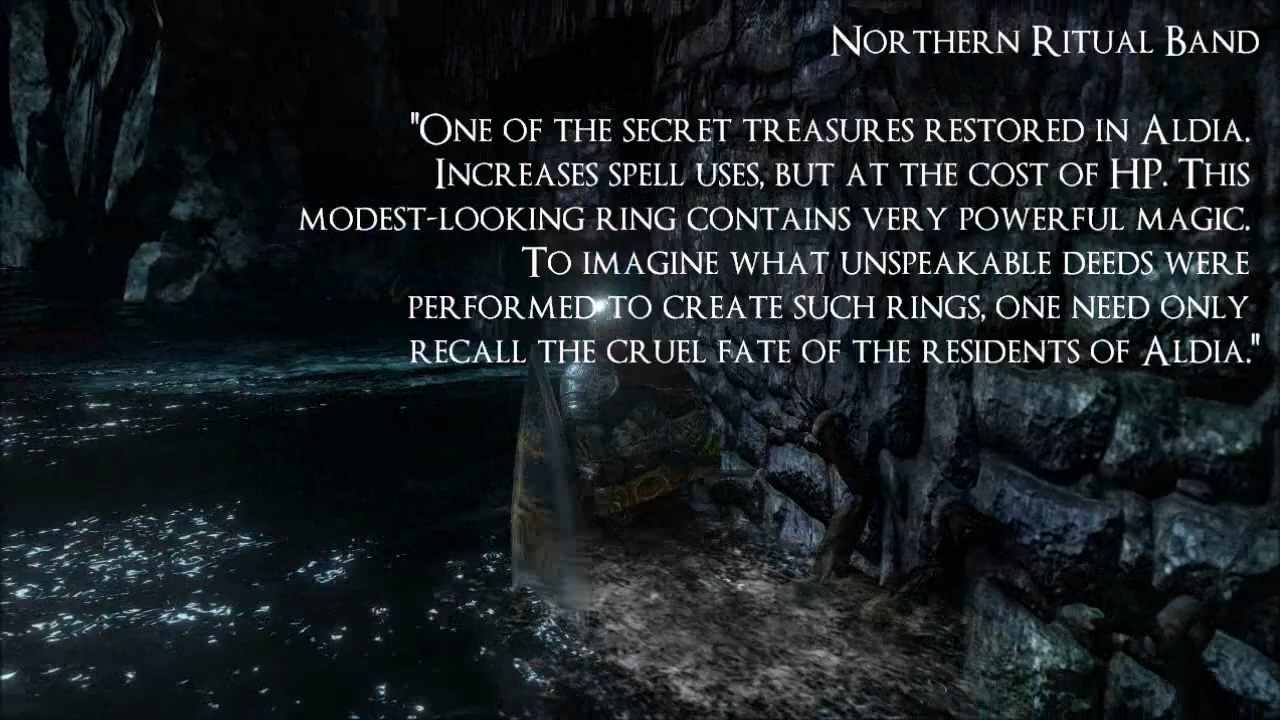 Northern Ritual Band
"One of the secret treasures restored in Aldia.
Increases spell uses, but at the cost of HP. This
modest-looking ring contains very powerful magic.
To imagine what unspeakable deeds were
performed to create such rings, one need only
recall the cruel fate of the residents of Aldia."